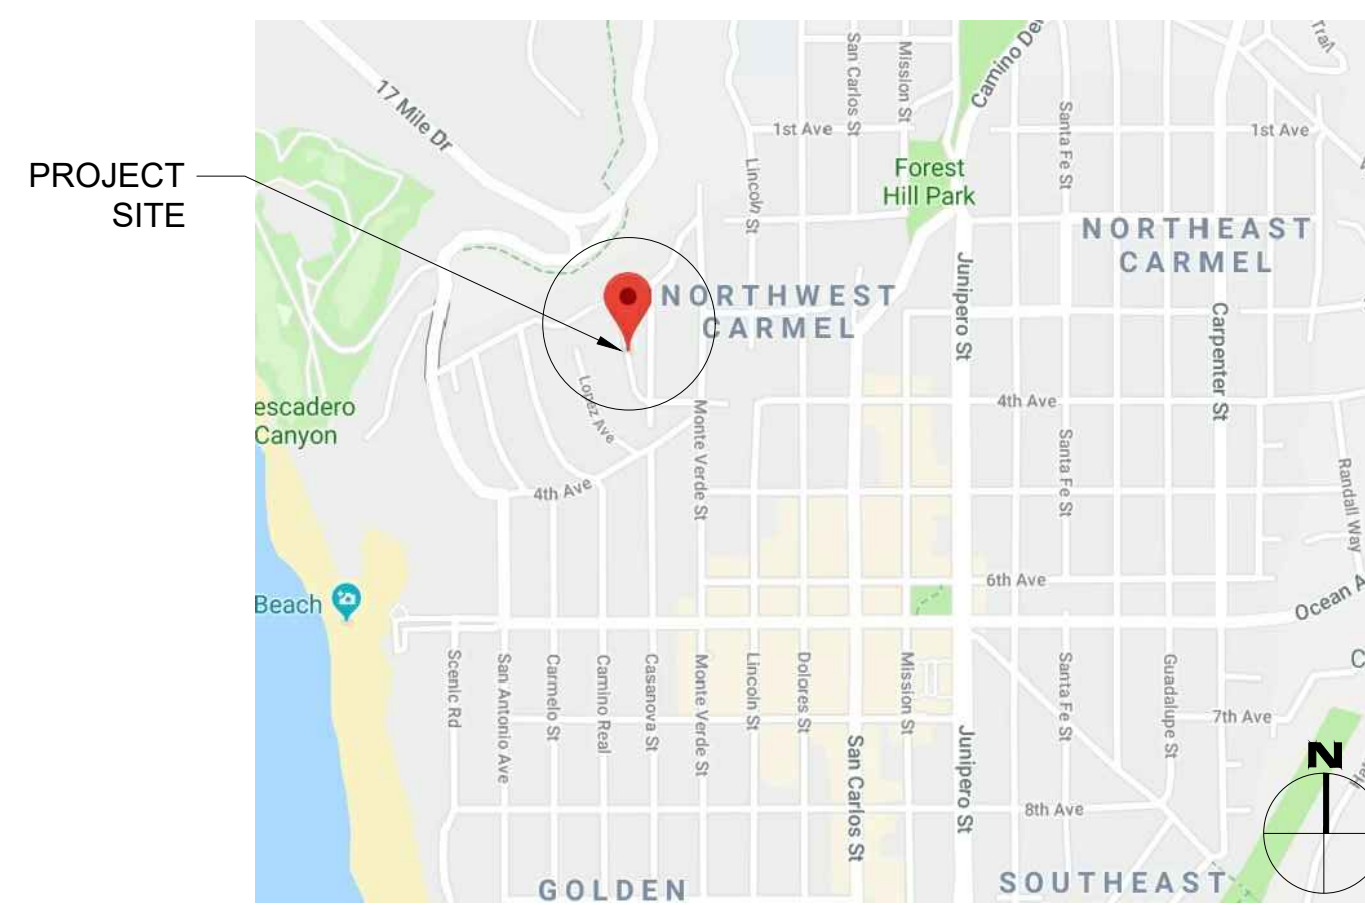 PROJECT
SITE
17 Mile Dr
San Carlos St
Mission St
Camino De
Trail
1st Ave
Santa Fe St
1st Ave
Forest
Hill Park
Lincoln St
NORTHEAST
CARMEL
Junipero St
NORTHWEST
CARMEL
Carpenter St
Lopez Ave
4th Ave
escadero
Canyon
Monte Verde St
Santa Fe St
Randall Way
4th Ave
6th Ave
Beach
Ocean A
Scenic Rd
San Antonio Ave
Carmelo St
Camino Real
Casanova St
Monte Verde St
Lincoln St
Dolores St
Mission St
Santa Fe St
Guadalupe St
C
7th Ave
San Carlos St
Junipero St
N
8th Ave
GOLDEN
SOUTHEAST